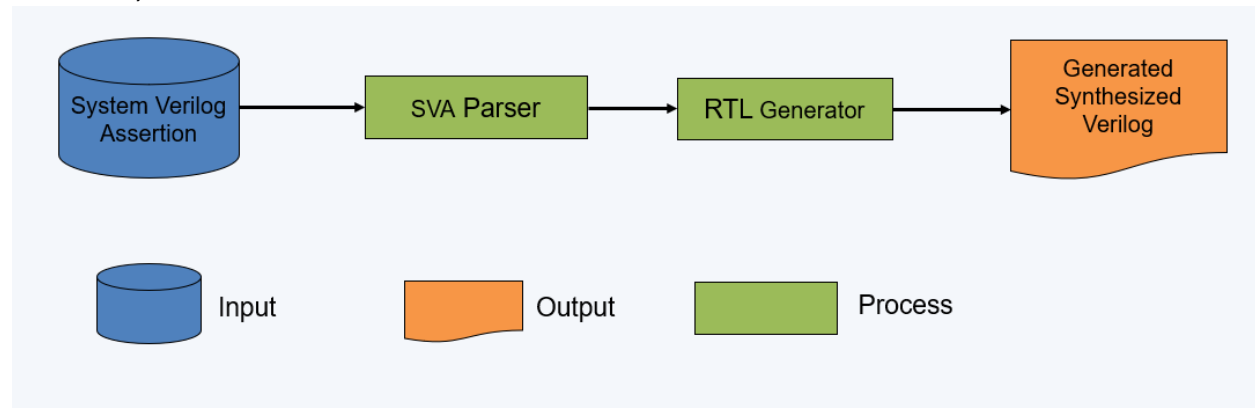 System Verilog
Assertion
SVA Parser
RTL Generator
Generated
Synthesized
Verilog
Input
Output
Process